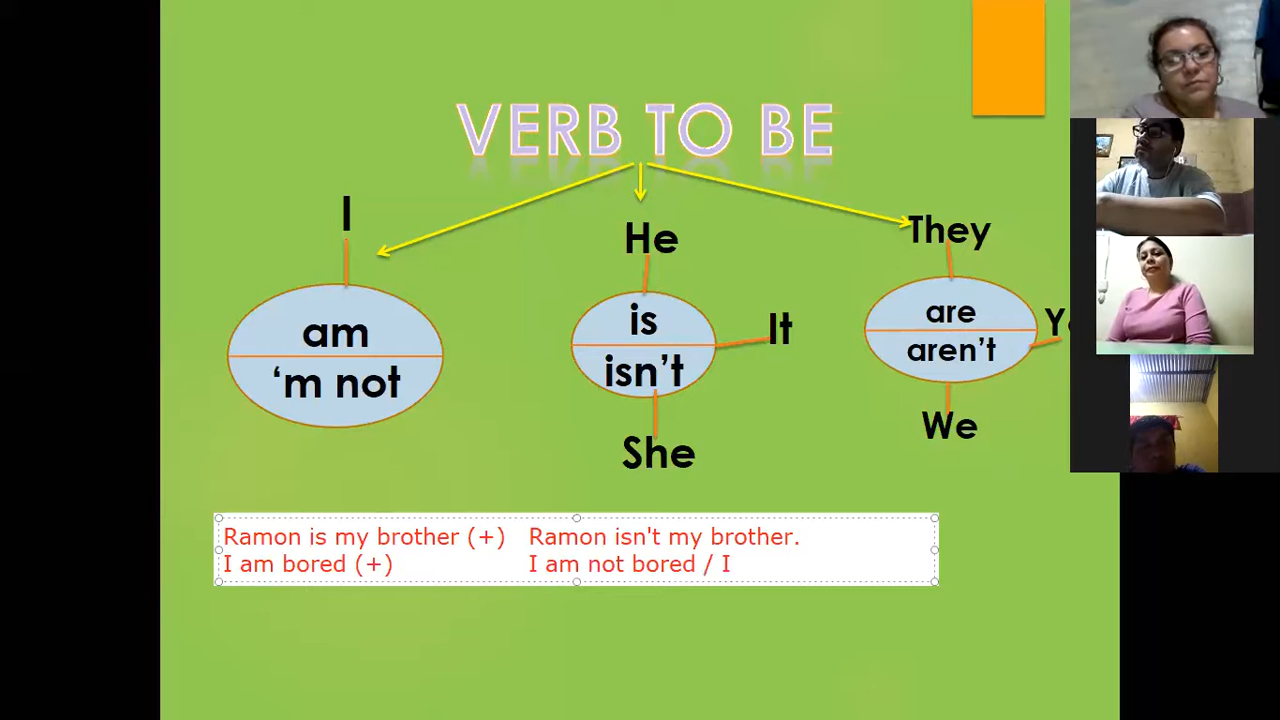 VERB TO BE
I
am
‘m not
He
is
isn’t
It
She
They
are
aren’t
We
Ramon is my brother (+) Ramon isn't my brother.
I am bored (+) I am not bored / I